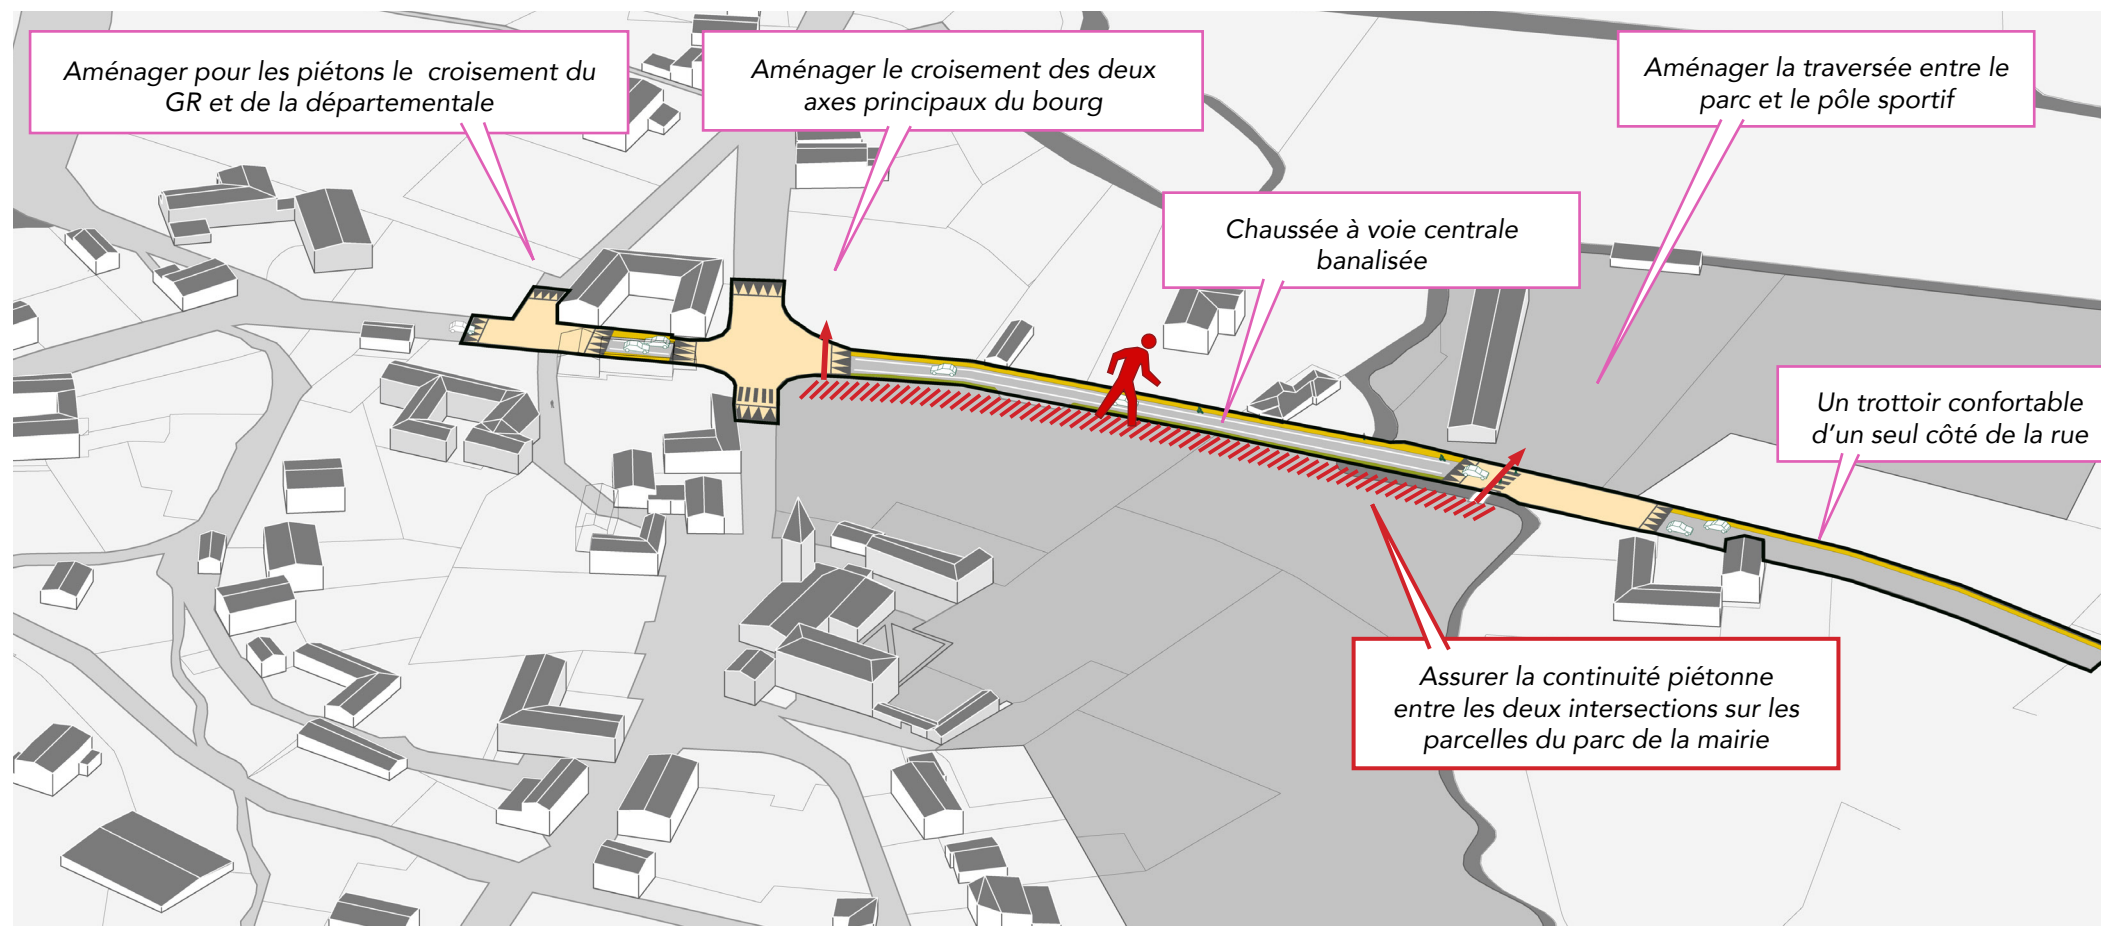 Aménager pour les piétons le croisement du
GR et de la départementale
Aménager le croisement des deux
axes principaux du bourg
Aménager la traversée entre le
parc et le pôle sportif
Chaussée à voie centrale
banalisée
Un trottoir confortable
d'un seul côté de la rue
Assurer la continuité piétonne
entre les deux intersections sur les
parcelles du parc de la mairie